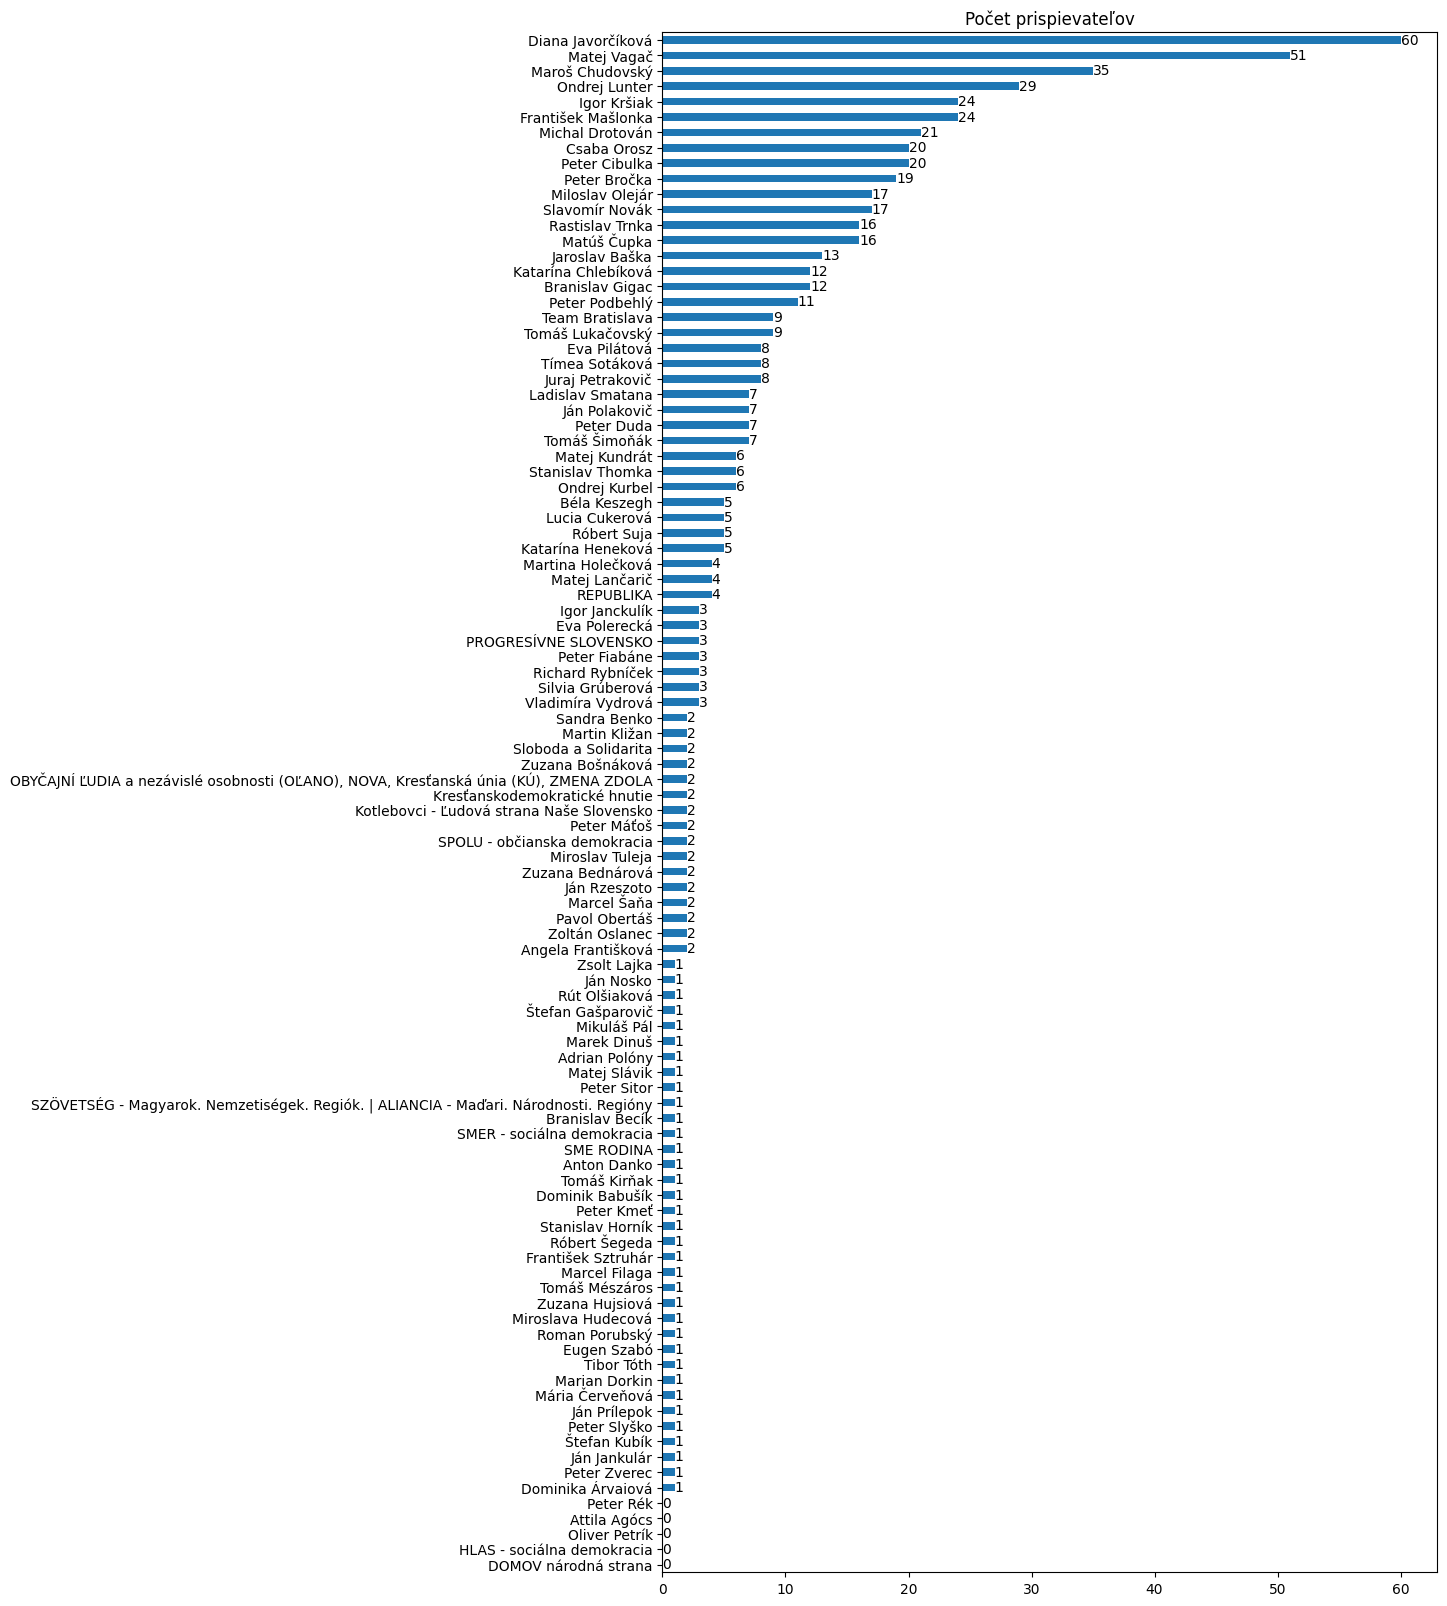 Počet prispievateľov
Diana Javorčíková 60
Matej Vagač 51
Maroš Chudovský 35
Ondrej Lunter 29
Igor Kršiak 24
František Mašlonka 24
Michal Drotován 21
Csaba Orosz 20
Peter Cibulka 20
Peter Bročka 19
Miloslav Olejár 17
Slavomír Novák 17
Rastislav Trnka 16
Matúš Čupka 16
Jaroslav Baška 13
Katarína Chlebíková 12
Branislav Gigac 12
Peter Podbehlý 11
Team Bratislava 9
Tomáš Lukačovský 9
Eva Pilátová 8
Tímea Sotáková 8
Juraj Petrakovič 8
Ladislav Smatana 7
Ján Polakovič 7
Peter Duda 7
Tomáš Šimoňák 7
Matej Kundrát 6
Stanislav Thomka 6
Ondrej Kurbel 6
Béla Keszegh 5
Lucia Cukerová 5
Róbert Suja 5
Katarína Heneková 5
Martina Holečková 4
Matej Lančarič 4
REPUBLIKA 4
Igor Janckulík 3
Eva Polerecká 3
PROGRESÍVNE SLOVENSKO 3
Peter Fiabáne 3
Richard Rybníček 3
Silvia Grúberová 3
Vladimíra Vydrová 3
Sandra Benko 2
Martin Kližan 2
Sloboda a Solidarita 2
Zuzana Bošnáková 2
OBYČAJNÍ ĽUDIA a nezávislé osobnosti (OĽANO), NOVA, Kresťanská únia (KÚ), ZMENA ZDOLA 2
Kresťanskodemokratické hnutie 2
Kotlebovci - Ľudová strana Naše Slovensko 2
Peter Máťoš 2
SPOLU - občianska demokracia 2
Miroslav Tuleja 2
Zuzana Bednárová 2
Ján Rzeszoto 2
Marcel Šaňa 2
Pavol Obertáš 2
Zoltán Oslanec 2
Angela Františková 2
Zsolt Lajka 1
Ján Nosko 1
Rút Olšiaková 1
Štefan Gašparovič 1
Mikuláš Pál 1
Marek Dinuš 1
Adrian Polóny 1
Matej Slávik 1
Peter Sitor 1
SZÖVETSÉG - Magyarok. Nemzetiségek. Regiók. | ALIANCIA - Maďari. Národnosti. Regióny 1
Branislav Becík 1
SMER - sociálna demokracia 1
SME RODINA 1
Anton Danko 1
Tomáš Kirňak 1
Dominik Babušík 1
Peter Kmeť 1
Stanislav Horník 1
Róbert Šegeda 1
František Sztruhár 1
Marcel Filaga 1
Tomáš Mészáros 1
Zuzana Hujsiová 1
Miroslava Hudecová 1
Roman Porubský 1
Eugen Szabó 1
Tibor Tóth 1
Marian Dorkin 1
Mária Červeňová 1
Ján Prílepok 1
Peter Slyško 1
Štefan Kubík 1
Ján Jankulár 1
Peter Zverec 1
Dominika Árvaiová 1
Peter Rék 0
Attila Agócs 0
Oliver Petrík 0
HLAS - sociálna demokracia 0
DOMOV národná strana 0
0 10 20 30 40 50 60